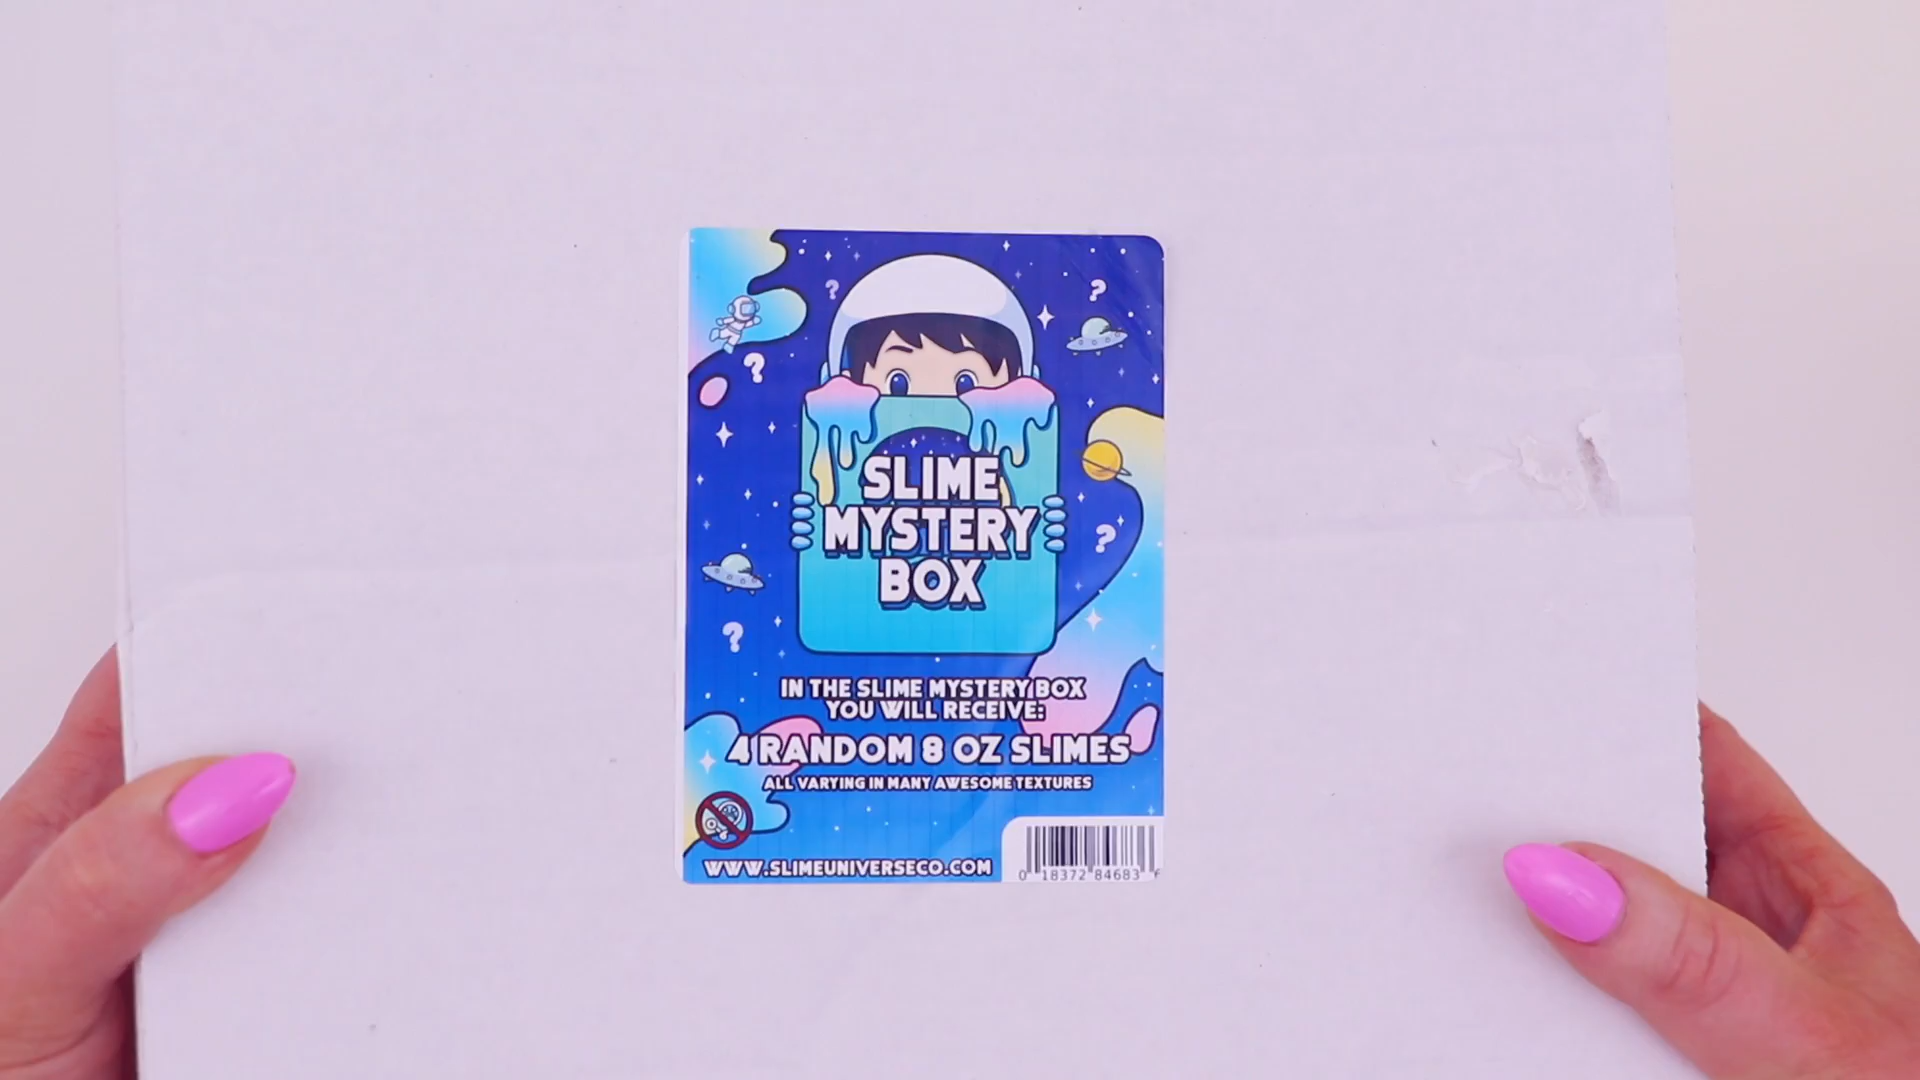 ?
?
?
SLIME
MYSTERY
BOX
?
?
IN THE SLIME MYSTERY BOX
YOU WILL RECEIVE:
4 RANDOM 8 OZ SLIMES
ALL VARYING IN MANY AWESOME TEXTURES
WWW.SLIMEUNIVERSECO.COM
0 18372 84683